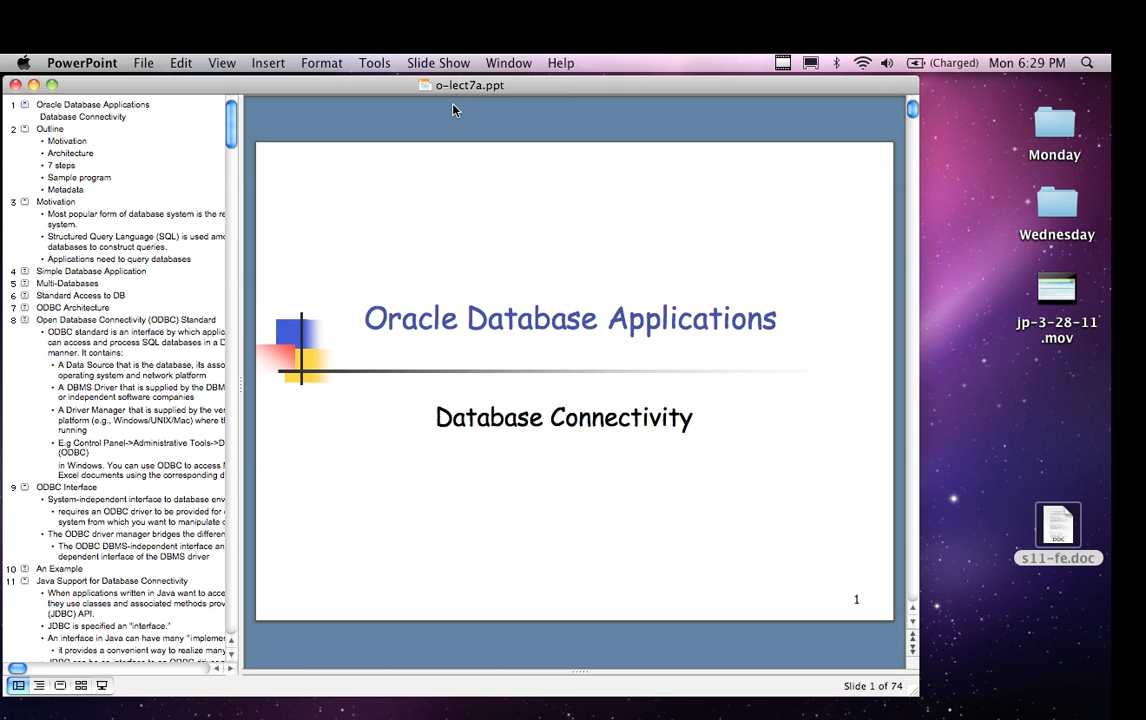 PowerPoint File Edit View Insert Format Tools Slide Show Window Help (Charged) Mon 6:29 PM
o-lect7a.ppt
1 Oracle Database Applications
Database Connectivity
2 Outline
• Motivation
• Architecture
• 7 steps
• Sample program
• Metadata
3 Motivation
• Most popular form of database system is the re
system.
• Structured Query Language (SQL) is used amo
databases to construct queries.
• Applications need to query databases
4 Simple Database Application
5 Multi-Databases
6 Standard Access to DB
7 ODBC Architecture
8 Open Database Connectivity (ODBC) Standard
• ODBC standard is an interface by which applic
can access and process SQL databases in a D
manner. It contains:
• A Data Source that is the database, its asso
operating system and network platform
• A DBMS Driver that is supplied by the DBM
or independent software companies
• A Driver Manager that is supplied by the ver
platform (e.g., Windows/UNIX/Mac) where th
running
• E.g Control Panel->Administrative Tools->D
(ODBC)
in Windows. You can use ODBC to access
Excel documents using the corresponding d
9 ODBC Interface
• System-independent interface to database env
• requires an ODBC driver to be provided for
system from which you want to manipulate
• The ODBC driver manager bridges the differen
• The ODBC DBMS-independent interface an
dependent interface of the DBMS driver
10 An Example
11 Java Support for Database Connectivity
• When applications written in Java want to acce
they use classes and associated methods prov
(JDBC) API.
• JDBC is specified an "interface."
• An interface in Java can have many "implemer
• it provides a convenient way to realize many
Oracle Database Applications
Database Connectivity
1
Slide 1 of 74
Monday
Wednesday
jp-3-28-11
.mov
DOC
s11-fe.doc